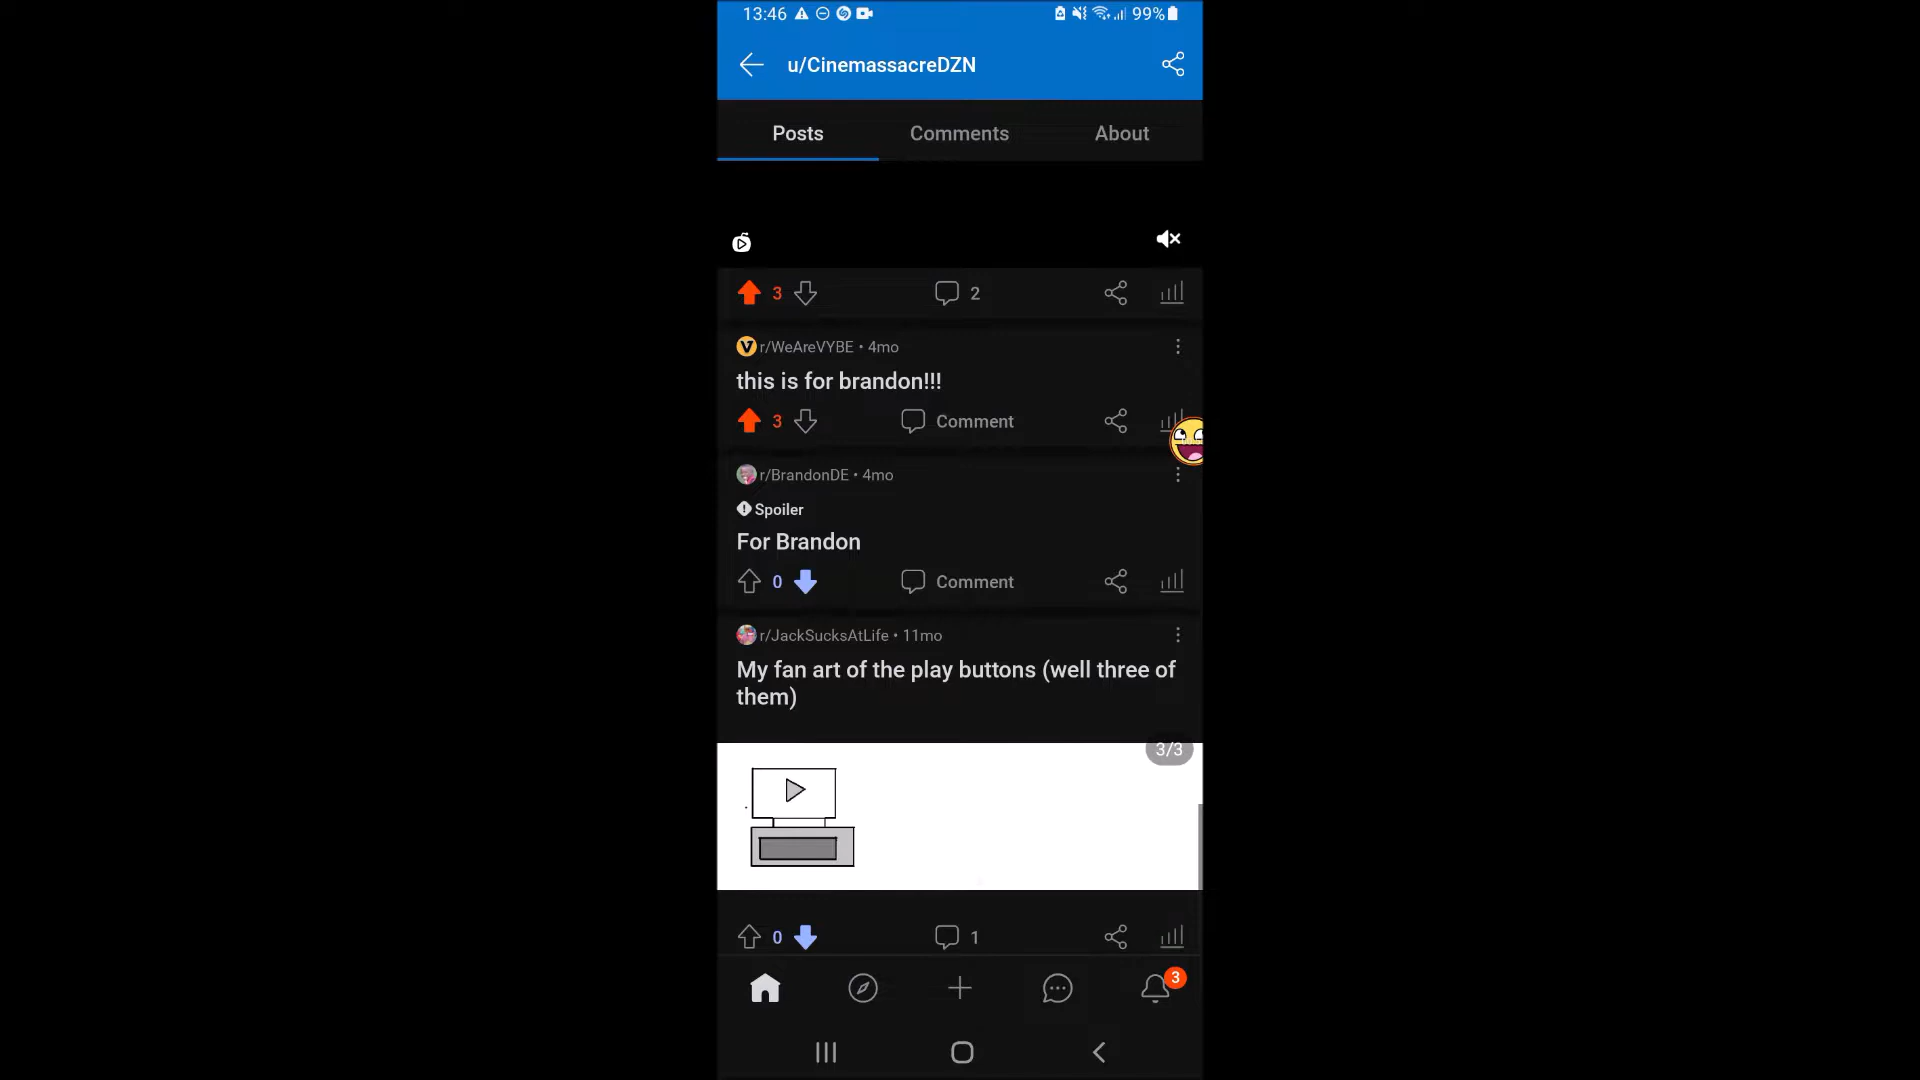 13:46 99%
u/CinemassacreDZN
Posts Comments About
3 2
r/WeAreVYBE • 4mo
this is for brandon!!!
3 Comment
r/BrandonDE • 4mo
Spoiler
For Brandon
0 Comment
r/JackSucksAtLife • 11mo
My fan art of the play buttons (well three of
them)
3/3
0 1
3